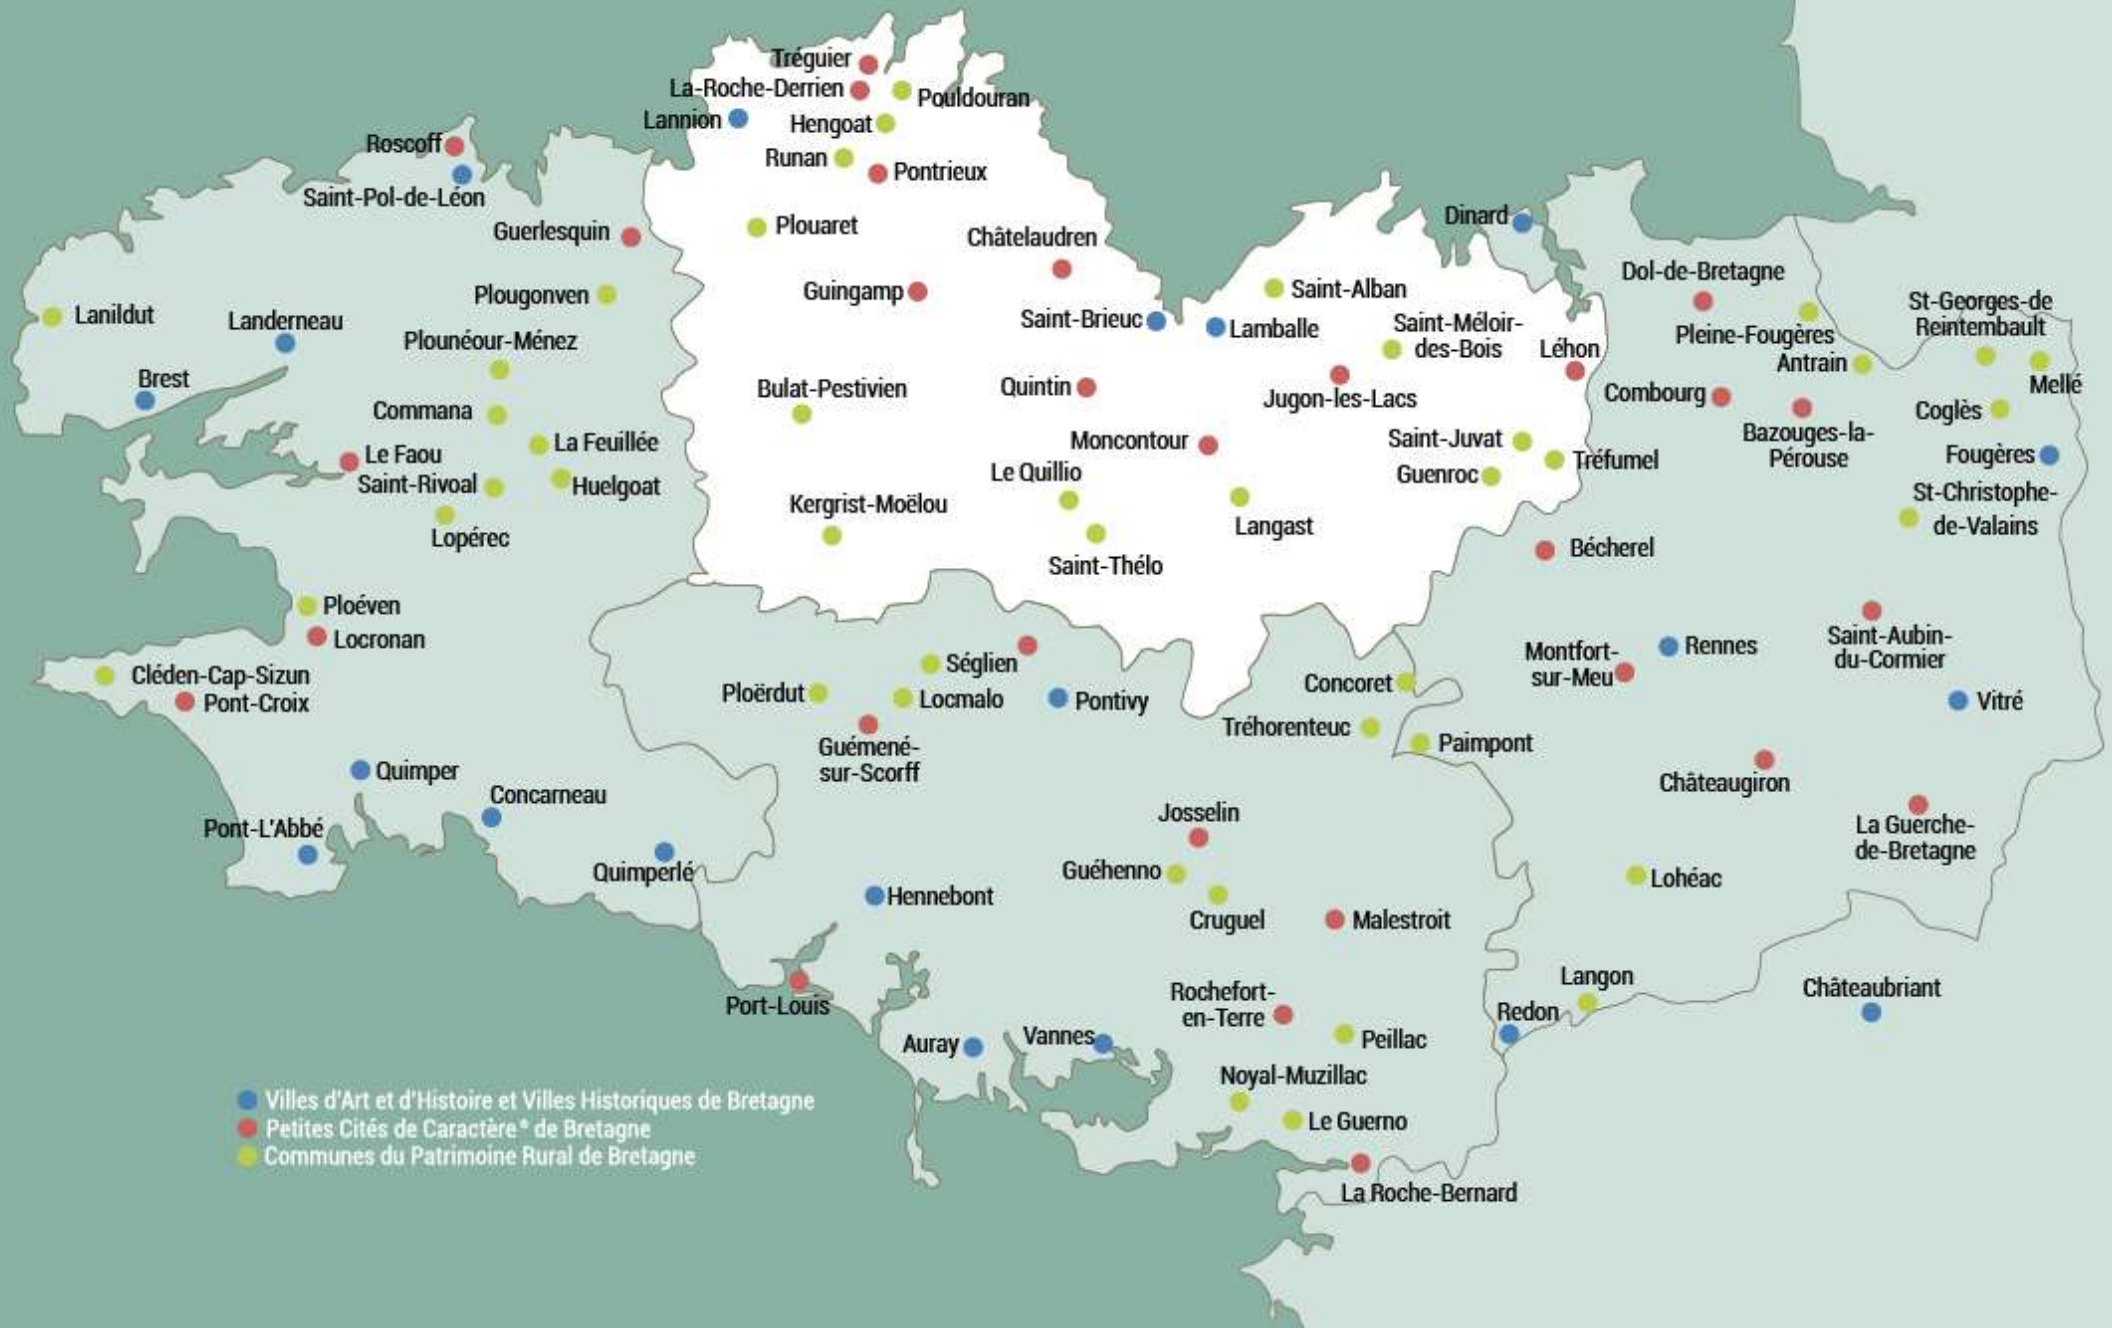 Tréguier
La-Roche-Derrien
Pouldouran
Lannion
Hengoat
Roscoff
Runan
Pontrieux
Saint-Pol-de-Léon
Guerlesquin
Plouaret
Châtelaudren
Dinard
Dol-de-Bretagne
Plougonven
Guingamp
Saint-Alban
St-Georges-de
Reintembault
Lanildut
Landerneau
Saint-Brieuc
Lamballe
Saint-Méloir-
des-Bois
Pleine-Fougères
Plounéour-Ménez
Léhon
Antrain
Mellé
Brest
Bulat-Pestivien
Quintin
Jugon-les-Lacs
Combourg
Commana
Coglès
Bazouges-la-
Pérouse
La Feuillée
Moncontour
Saint-Juvat
Le Faou
Tréfumel
Fougères
Saint-Rivoal
Huelgoat
Le Quillio
Guenroc
St-Christophe-
de-Valains
Kergrist-Moëlou
Langast
Lopérec
Saint-Thélo
Bécherel
Ploéven
Locronan
Saint-Aubin-
du-Cormier
Rennes
Montfort-
sur-Meu
Séglien
Cléden-Cap-Sizun
Concoret
Pont-Croix
Ploërdut
Locmalo
Pontivy
Vitré
Tréhorenteuc
Paimpont
Guémené-
sur-Scorff
Quimper
Châteaugiron
Concarneau
Josselin
Pont-L'Abbé
La Guerche-
de-Bretagne
Quimperlé
Guéhenno
Lohéac
Hennebont
Cruguel
Malestroit
Langon
Châteaubriant
Port-Louis
Rochefort-
en-Terre
Redon
Auray
Vannes
Peillac
Noyal-Muzillac
Le Guerno
La Roche-Bernard
Villes d'Art et d'Histoire et Villes Historiques de Bretagne
Petites Cités de Caractère® de Bretagne
Communes du Patrimoine Rural de Bretagne